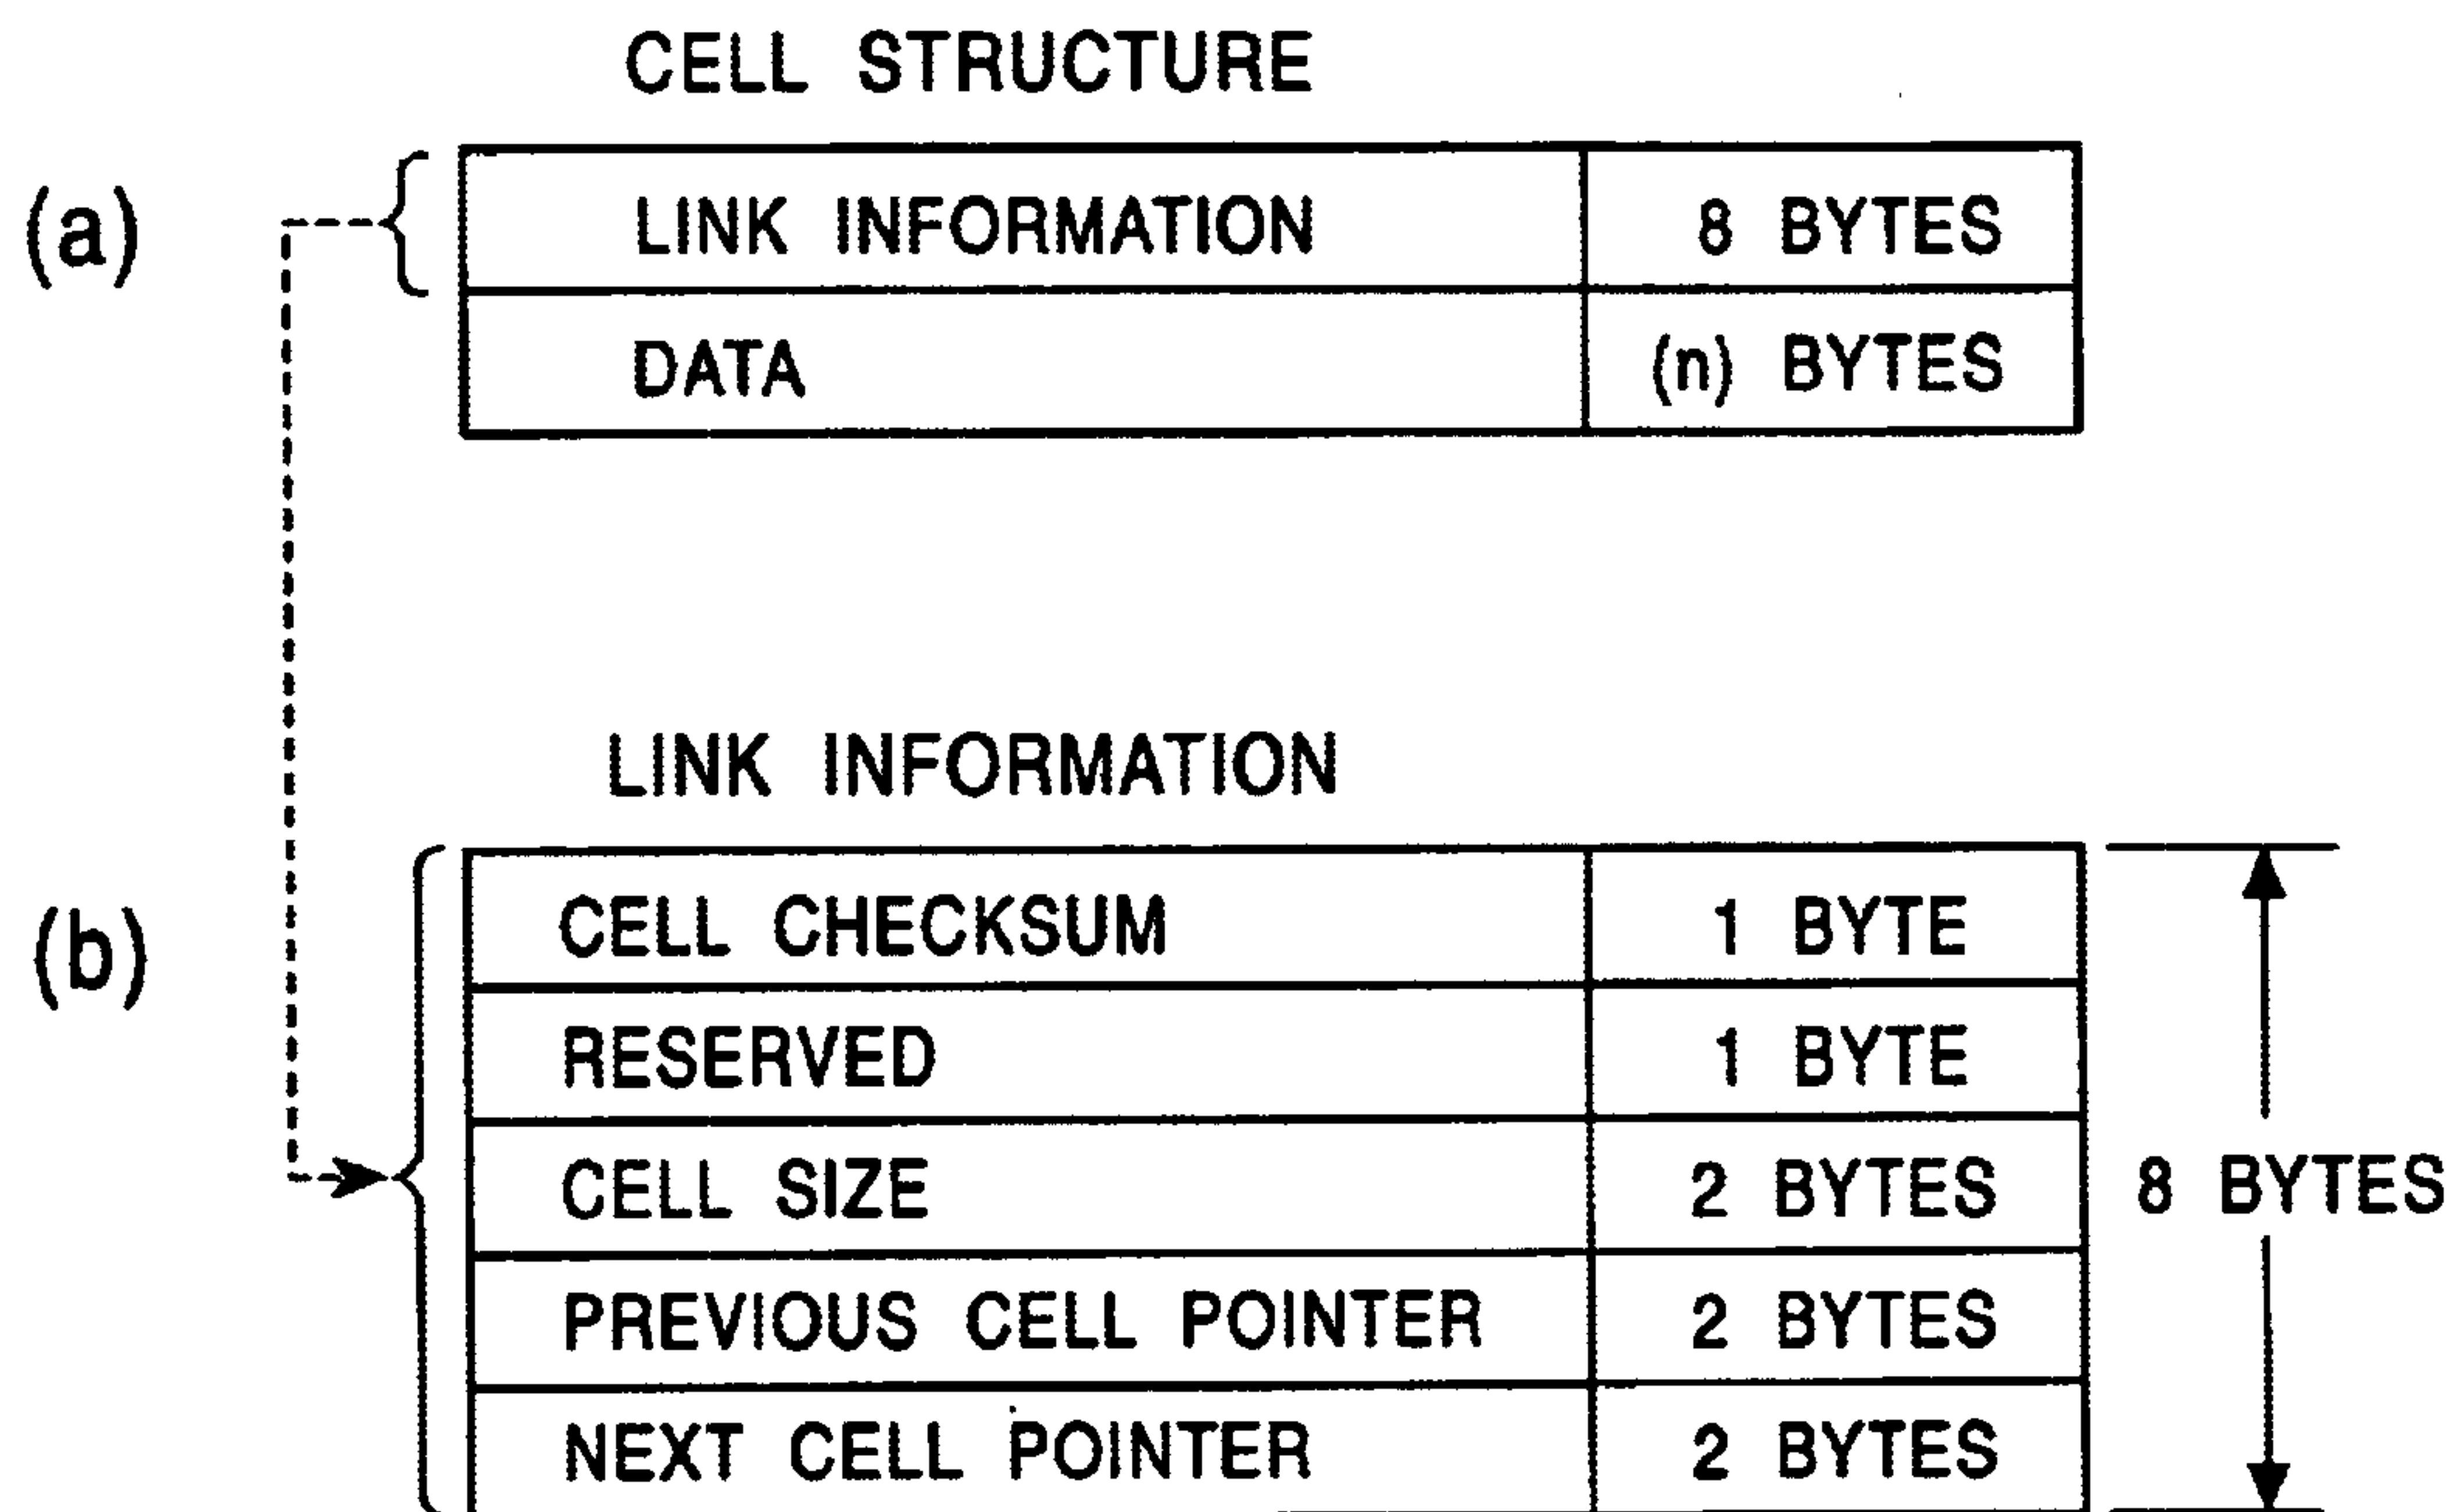 CELL STRUCTURE
(a)
LINK INFORMATION 8 BYTES
DATA (n) BYTES
LINK INFORMATION
(b)
CELL CHECKSUM 1 BYTE
RESERVED 1 BYTE
CELL SIZE 2 BYTES
8 BYTES
PREVIOUS CELL POINTER 2 BYTES
NEXT CELL POINTER 2 BYTES